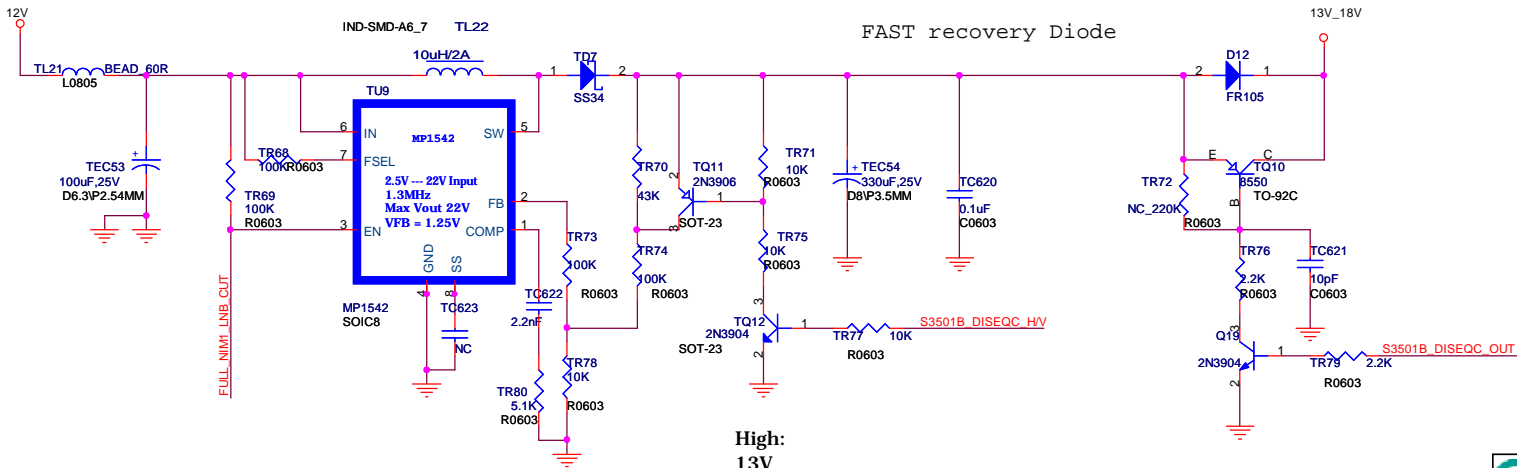 12V
IND-SMD-A6_7
TL22
FAST recovery Diode
13V_18V
10uH/2A
TL21
BEAD_60R
L0805
1
TD7
2
SS34
2
D12
1
FR105
TU9
MP1542
6
IN
SW
5
7
FSEL
2.5V --- 22V Input
1.3MHz
Max Vout 22V
VFB = 1.25V
FB
2
3
EN
COMP
1
GND
SS
4
8
TEC53
+
100uF,25V
D6.3\P2.54MM
TR68
100K
R0603
TR69
100K
R0603
TR70
43K
TQ11
2N3906
2
1
3
SOT-23
TR71
10K
R0603
+
TEC54
330uF,25V
D8\P3.5MM
TC620
0.1uF
C0603
E
C
TQ10
8550
TO-92C
B
TR72
NC_220K
R0603
TR73
100K
R0603
TR74
100K
R0603
TR75
10K
R0603
TR76
2.2K
R0603
TC621
10pF
C0603
MP1542
SOIC8
TC623
NC
TC622
2.2nF
FULL_NIM1_LNB_CUT
TR78
10K
R0603
TR80
5.1K
R0603
3
TQ12
2N3904
1
2
SOT-23
TR77
10K
R0603
S3501B_DISEQC_H/V
3
Q19
2N3904
1
2
TR79
2.2K
R0603
S3501B_DISEQC_OUT
High:
13V